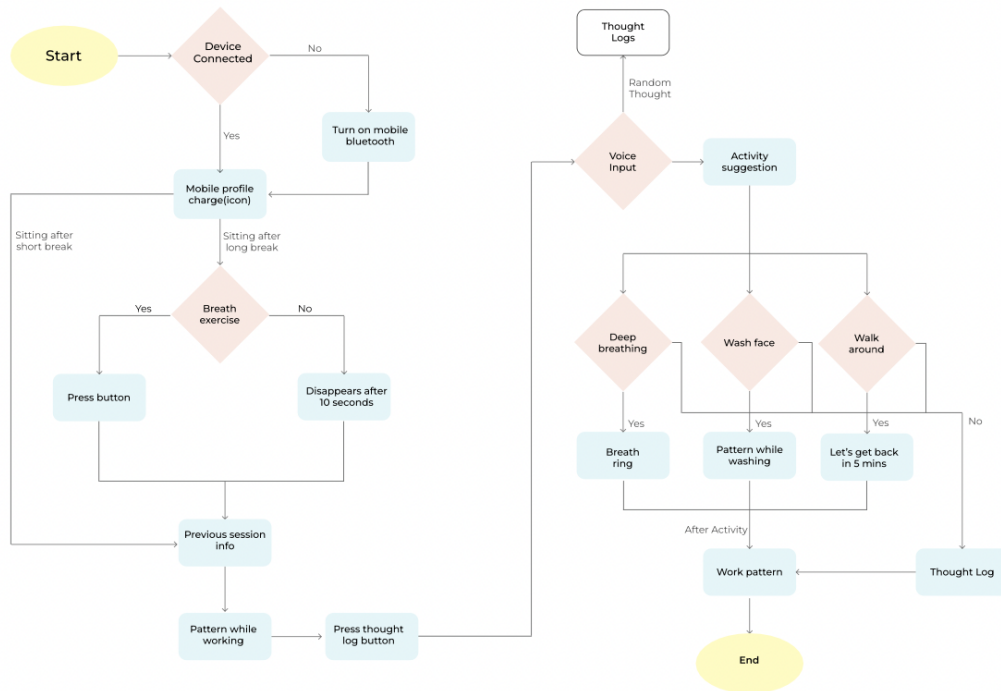 Start
Device
Connected
No
Yes
Turn on mobile
bluetooth
Mobile profile
charge(icon)
Sitting after
short break
Sitting after
long break
Breath
exercise
Yes
No
Press button
Disappears after
10 seconds
Previous session
info
Pattern while
working
Press thought
log button
Thought
Logs
Random
Thought
Voice
Input
Activity
suggestion
Deep
breathing
Wash face
Walk
around
Yes
Yes
Yes
No
Breath
ring
Pattern while
washing
Let's get back
in 5 mins
After Activity
Work pattern
Thought Log
End